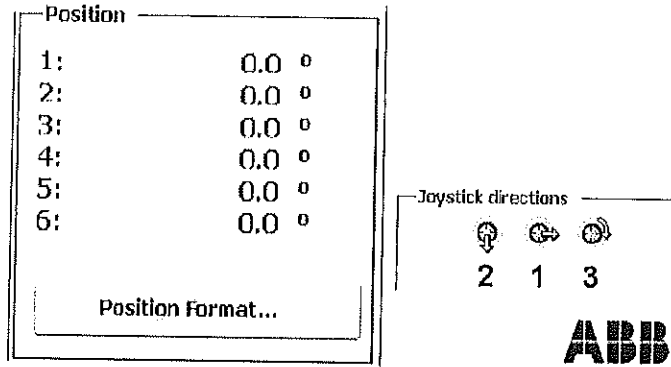 Position
1: 0.0 °
2: 0.0 °
3: 0.0 °
4: 0.0 °
5: 0.0 °
6: 0.0 °
Position Format...
Joystick directions
2 1 3
ABB